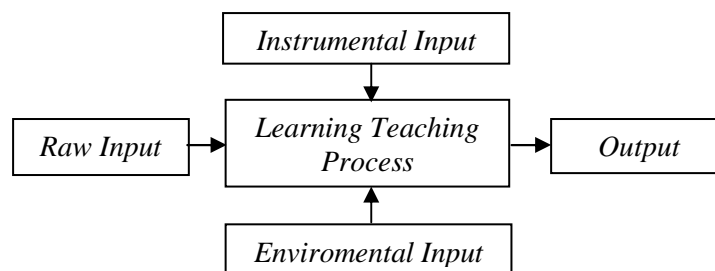 Instrumental Input
Raw Input
Learning Teaching
Process
Output
Enviromental Input